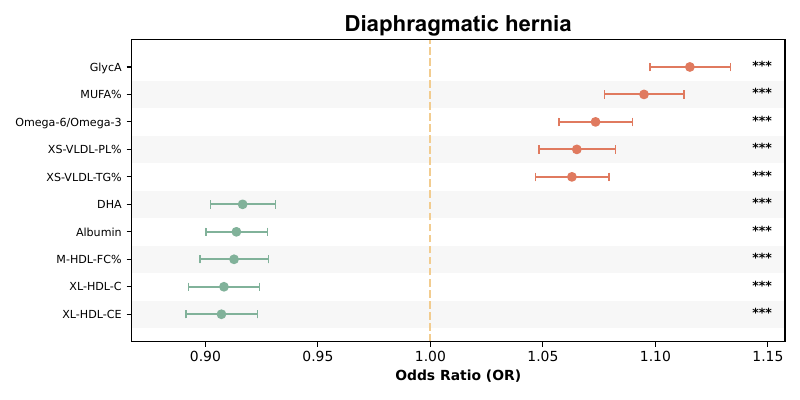 Diaphragmatic hernia
GlycA ***
MUFA% ***
Omega-6/Omega-3 ***
XS-VLDL-PL% ***
XS-VLDL-TG% ***
DHA ***
Albumin ***
M-HDL-FC% ***
XL-HDL-C ***
XL-HDL-CE ***
0.90 0.95 1.00 1.05 1.10 1.15
Odds Ratio (OR)